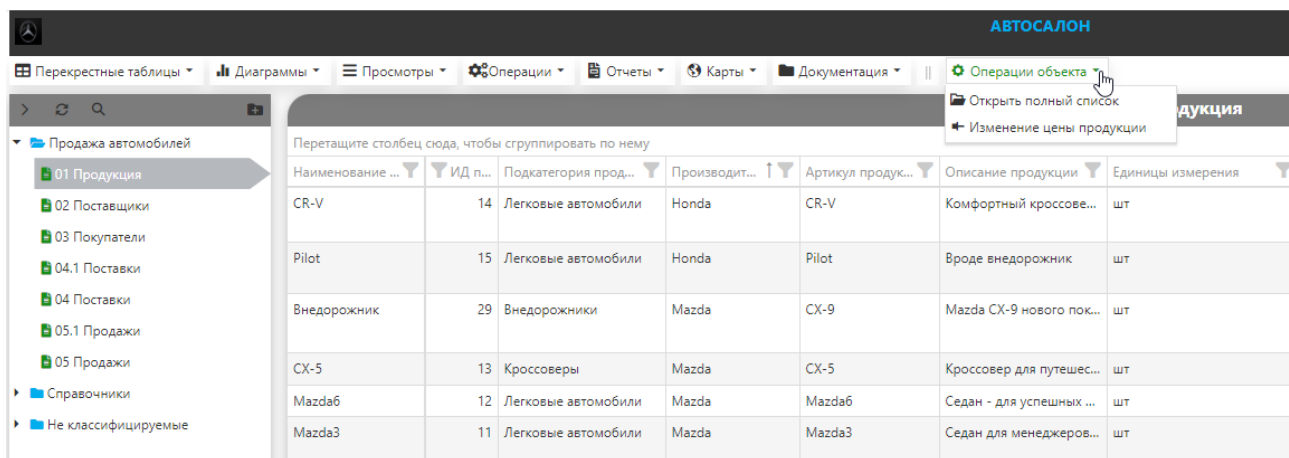 АВТОСАЛОН
Перекрестные таблицы Диаграммы Просмотры Операции Отчеты Карты Документация || Операции объекта
Открыть полный список
Изменение цены продукции
дукция
Продажа автомобилей
01 Продукция
02 Поставщики
03 Покупатели
04.1 Поставки
04 Поставки
05.1 Продажи
05 Продажи
Справочники
Не классифицируемые
Перетащите столбец сюда, чтобы сгруппировать по нему
Наименование ... ИД п... Подкатегория прод... Производит... Артикул продук... Описание продукции Единицы измерения
CR-V 14 Легковые автомобили Honda CR-V Комфортный кроссове... шт
Pilot 15 Легковые автомобили Honda Pilot Вроде внедорожник шт
Внедорожник 29 Внедорожники Mazda CX-9 Mazda CX-9 нового пок... шт
CX-5 13 Кроссоверы Mazda CX-5 Кроссовер для путешес... шт
Mazda6 12 Легковые автомобили Mazda Mazda6 Седан - для успешных ... шт
Mazda3 11 Легковые автомобили Mazda Mazda3 Седан для менеджеров... шт